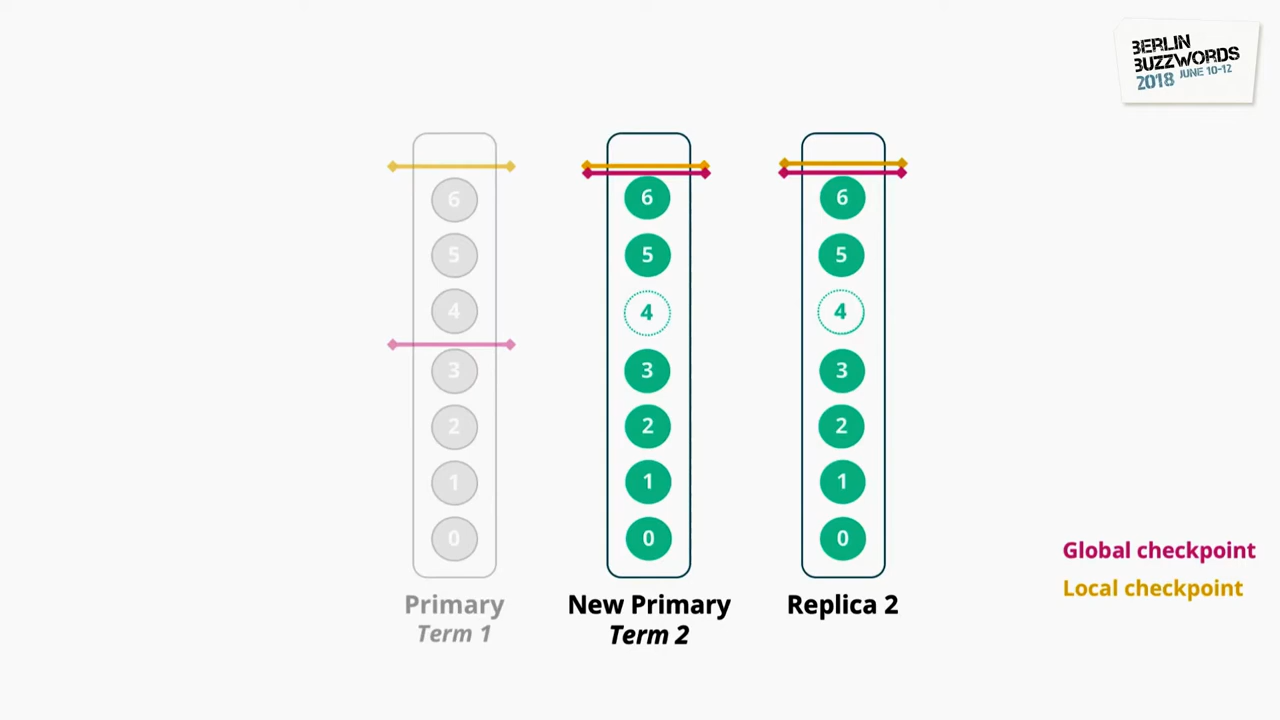 BERLIN
BUZZWORDS
2018 JUNE 10-12
6 6 6
5 5 5
4 4 4
3 3 3
2 2 2
1 1 1
0 0 0
Global checkpoint
Local checkpoint
Primary New Primary Replica 2
Term 1 Term 2